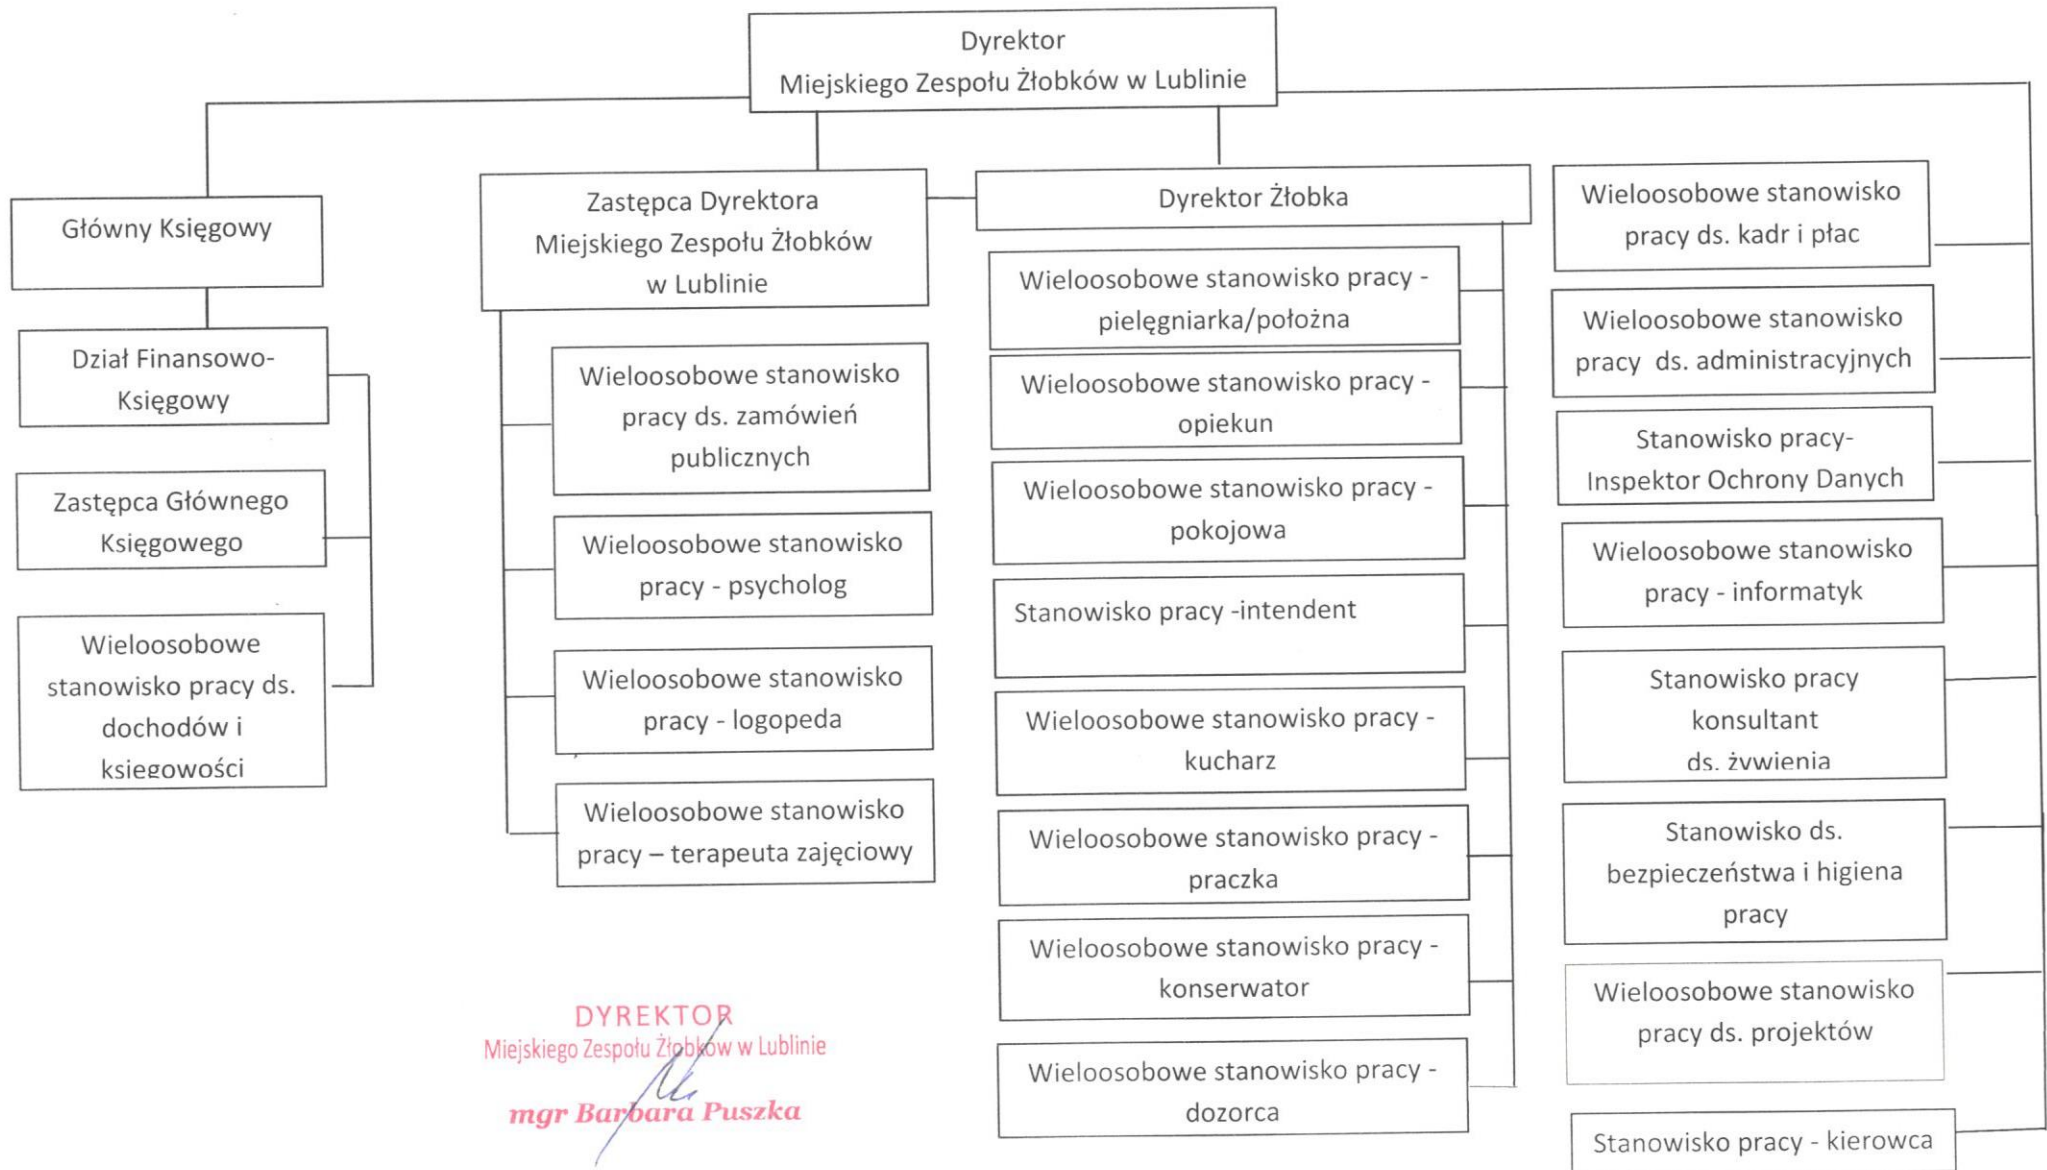 Dyrektor
Miejskiego Zespołu Żłobków w Lublinie
Główny Księgowy
Dział Finansowo-
Księgowy
Zastępca Głównego
Księgowego
Wieloosobowe
stanowisko pracy ds.
dochodów i
księgowości
Zastępca Dyrektora
Miejskiego Zespołu Żłobków
w Lublinie
Wieloosobowe stanowisko
pracy ds. zamówień
publicznych
Wieloosobowe stanowisko
pracy - psycholog
Wieloosobowe stanowisko
pracy - logopeda
Wieloosobowe stanowisko
pracy – terapeuta zajęciowy
Dyrektor Żłobka
Wieloosobowe stanowisko pracy -
pielęgniarka/położna
Wieloosobowe stanowisko pracy -
opiekun
Wieloosobowe stanowisko pracy -
pokojowa
Stanowisko pracy -intendent
Wieloosobowe stanowisko pracy -
kucharz
Wieloosobowe stanowisko pracy -
praczka
Wieloosobowe stanowisko pracy -
konserwator
Wieloosobowe stanowisko pracy -
dozorca
Wieloosobowe stanowisko
pracy ds. kadr i płac
Wieloosobowe stanowisko
pracy ds. administracyjnych
Stanowisko pracy-
Inspektor Ochrony Danych
Wieloosobowe stanowisko
pracy - informatyk
Stanowisko pracy
konsultant
ds. żywienia
Stanowisko ds.
bezpieczeństwa i higiena
pracy
Wieloosobowe stanowisko
pracy ds. projektów
Stanowisko pracy - kierowca
DYREKTOR
Miejskiego Zespołu Żłobków w Lublinie
mgr Barbara Puszka